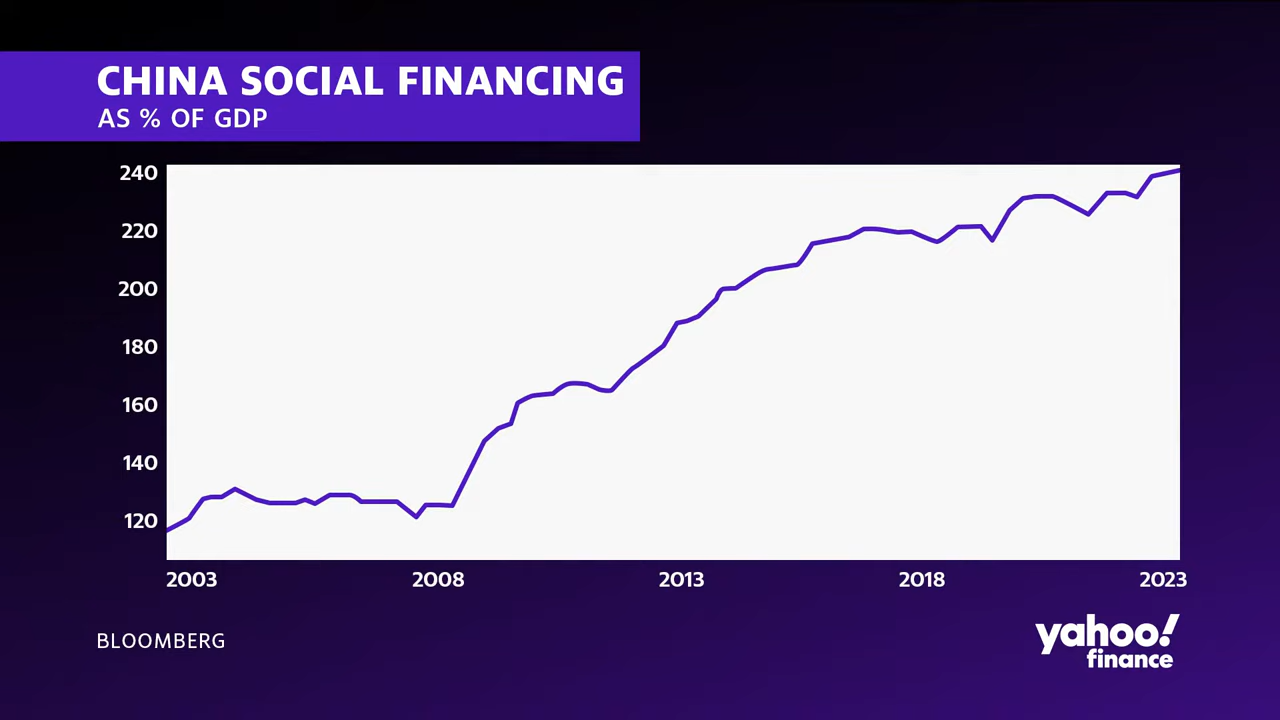 CHINA SOCIAL FINANCING
AS % OF GDP
240
220
200
180
160
140
120
2003 2008 2013 2018 2023
BLOOMBERG
yahoo!
finance